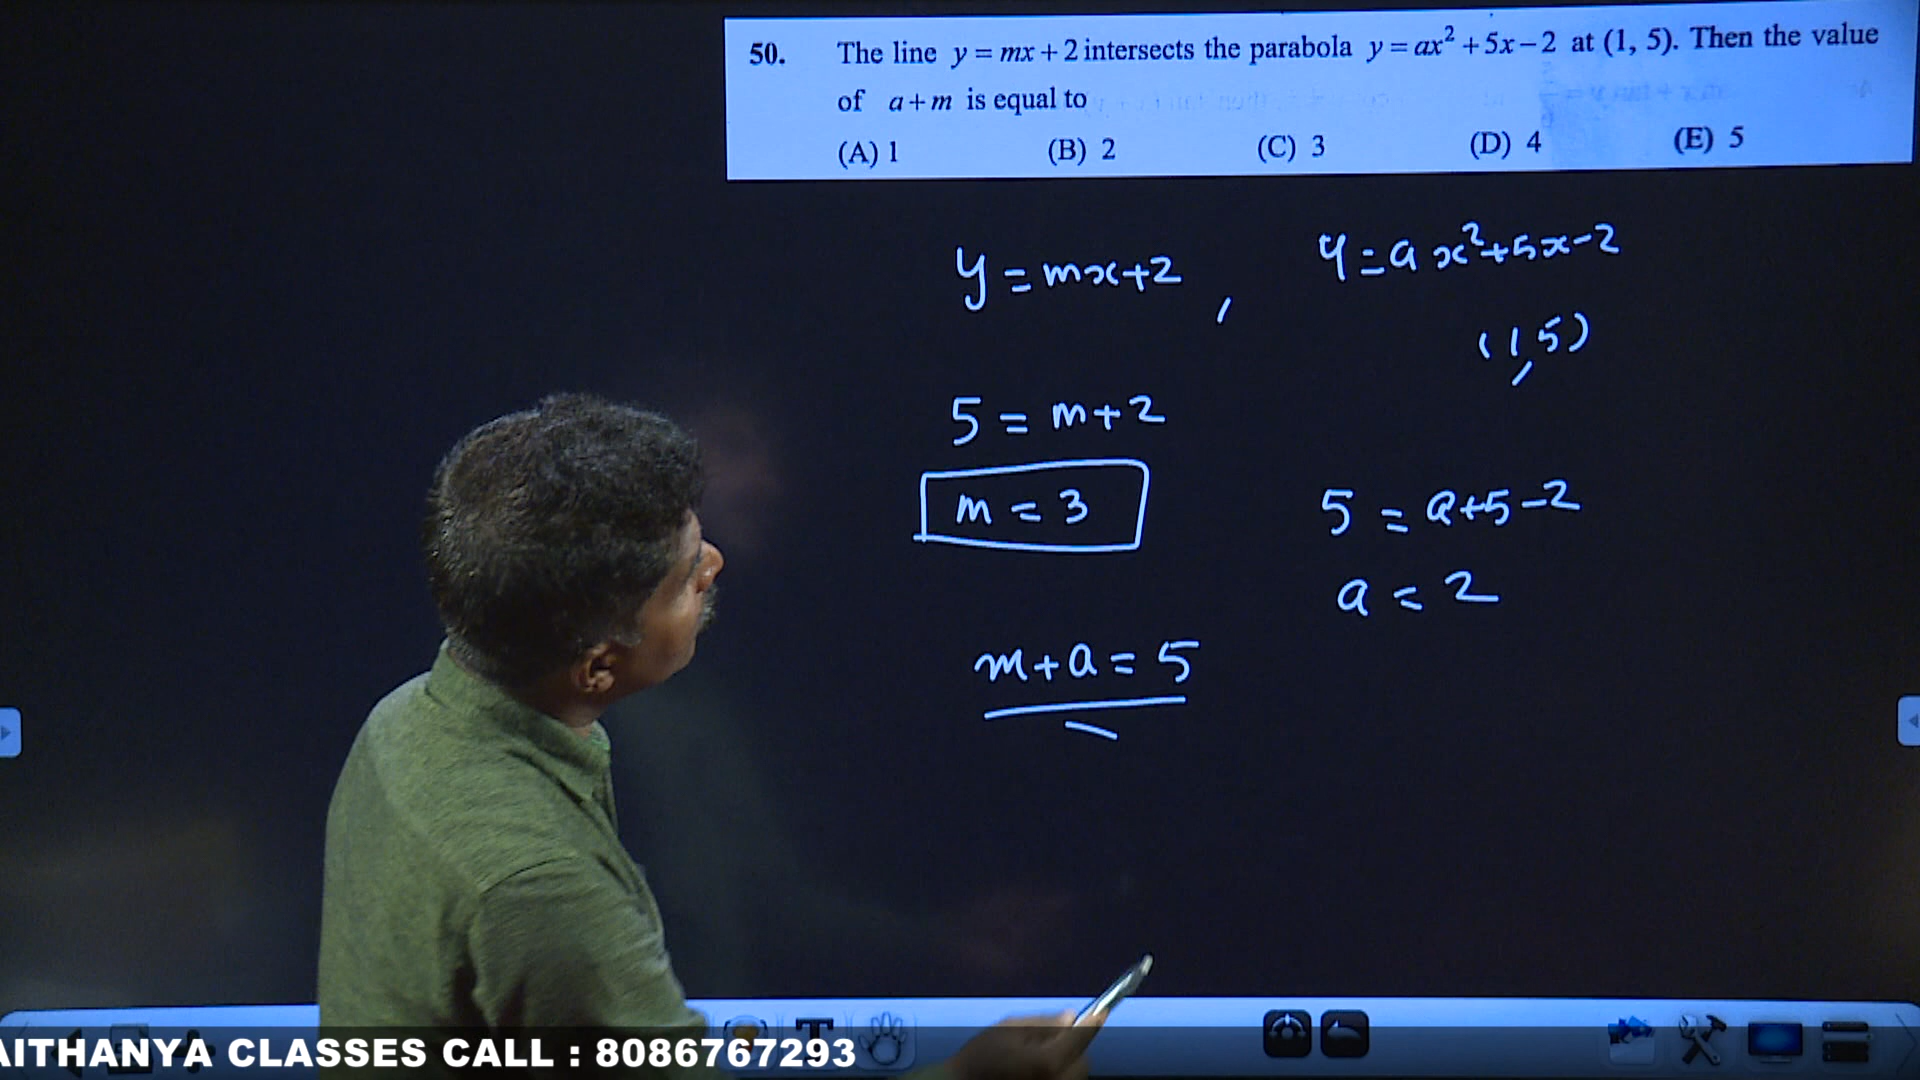 50. The line y = mx + 2 intersects the parabola y = ax² + 5x − 2 at (1, 5). Then the value
of a + m is equal to
(A) 1 (B) 2 (C) 3 (D) 4 (E) 5
y = mx+2 , y = ax²+5x−2
(1,5)
5 = m+2
m = 3
5 = a+5−2
a = 2
m+a = 5
AITHANYA CLASSES CALL : 8086767293